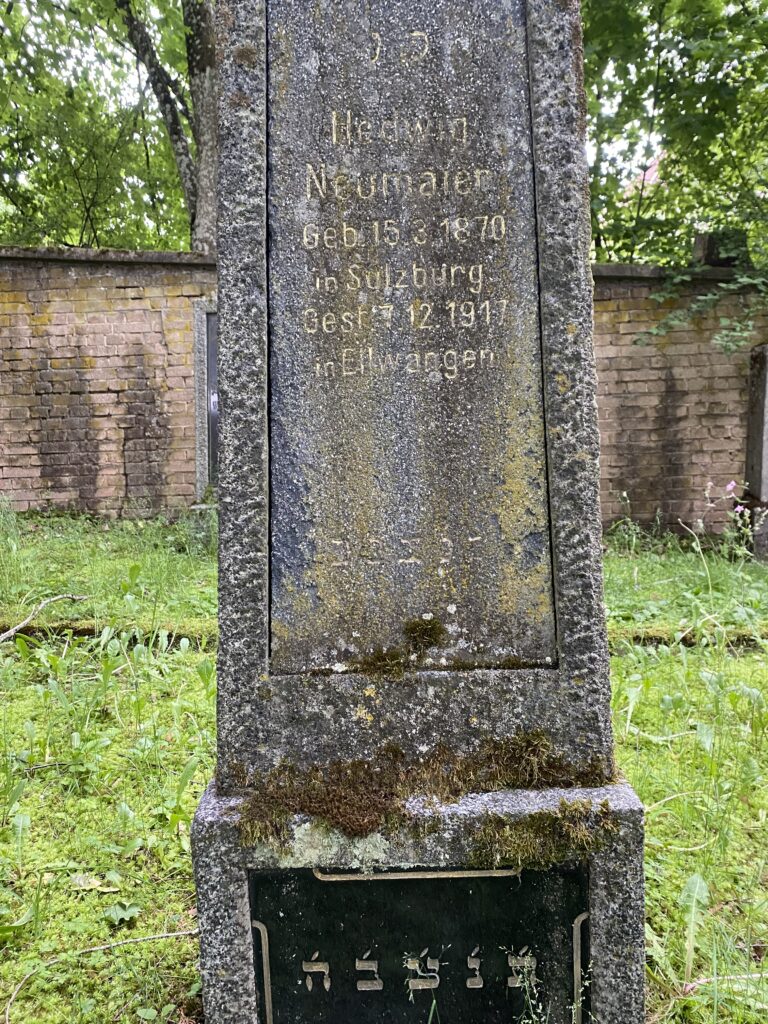 פ נ
Hedwig
Neumaier
Geb. 15.3.1870
in Sulzburg
Gest. 7.12.1917
in Ellwangen
ת נ צ ב ה